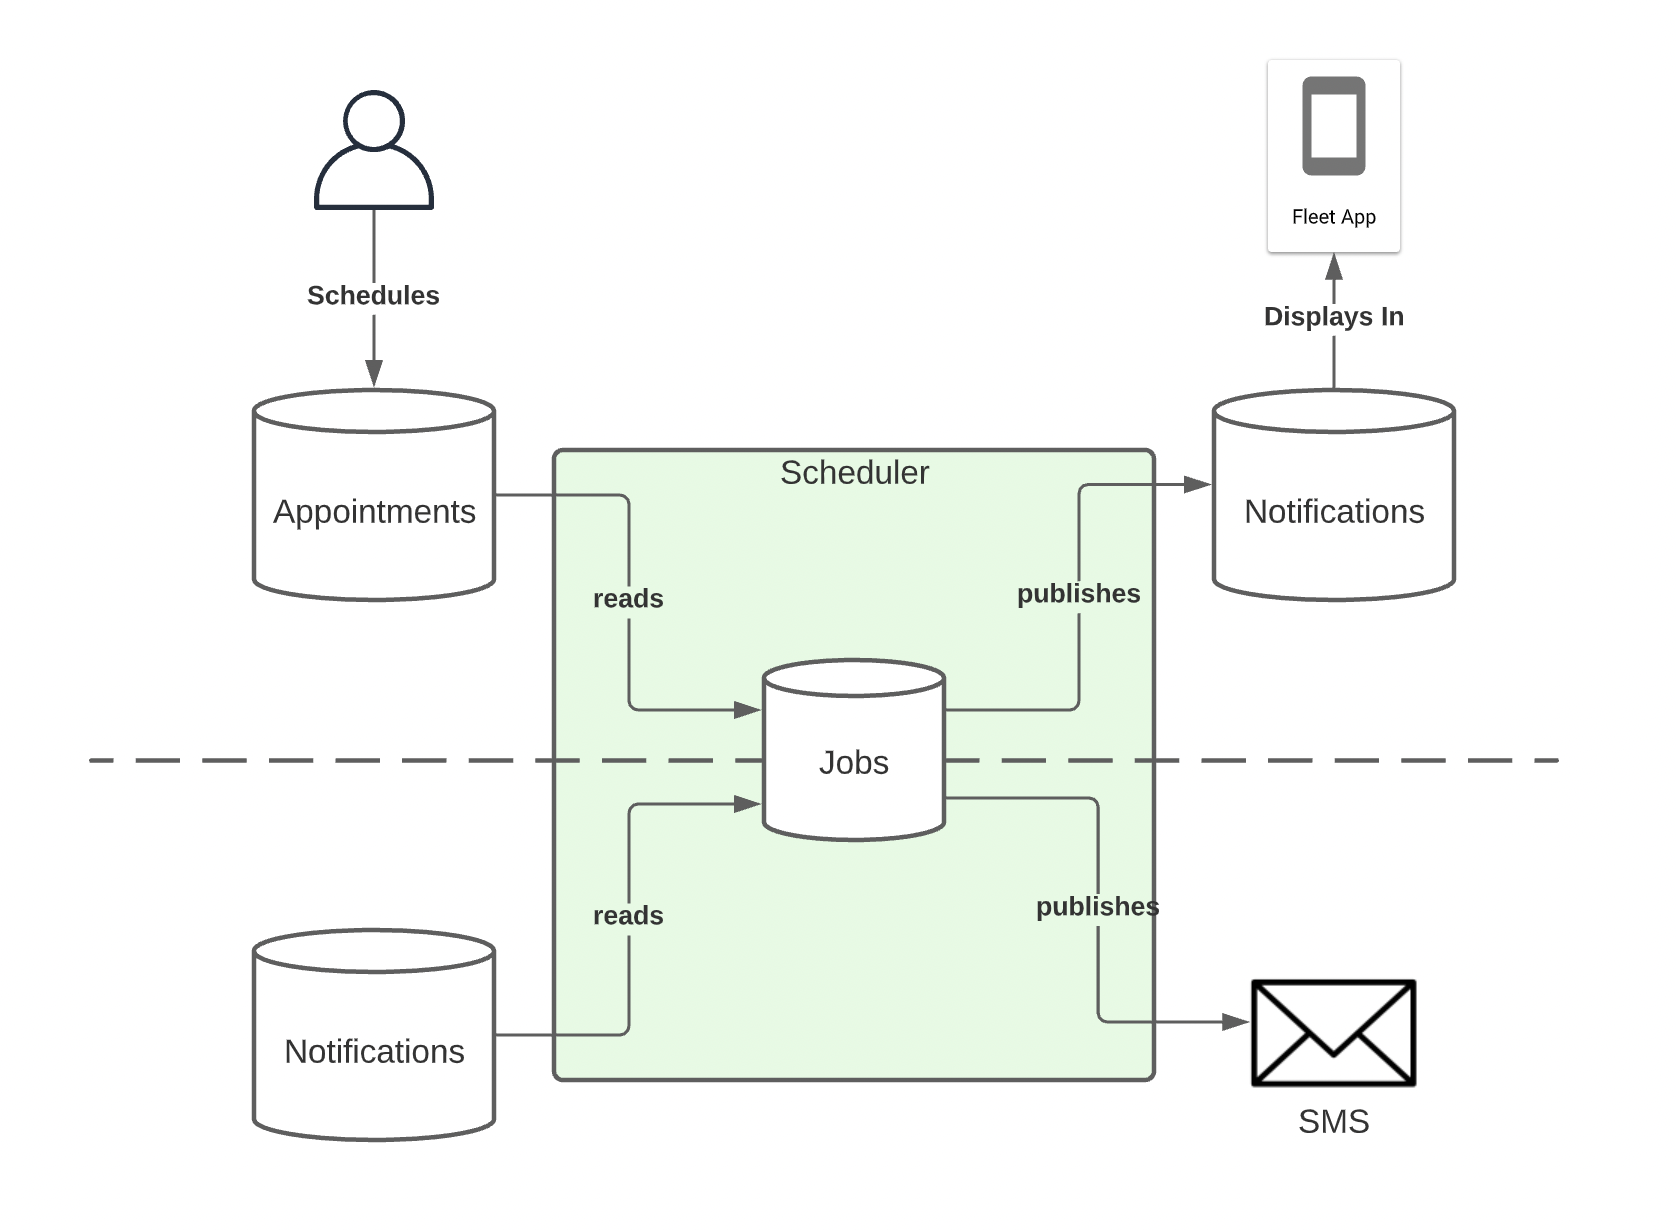 Fleet App
Schedules
Displays In
Appointments
Scheduler
Notifications
reads
publishes
Jobs
reads
publishes
Notifications
SMS